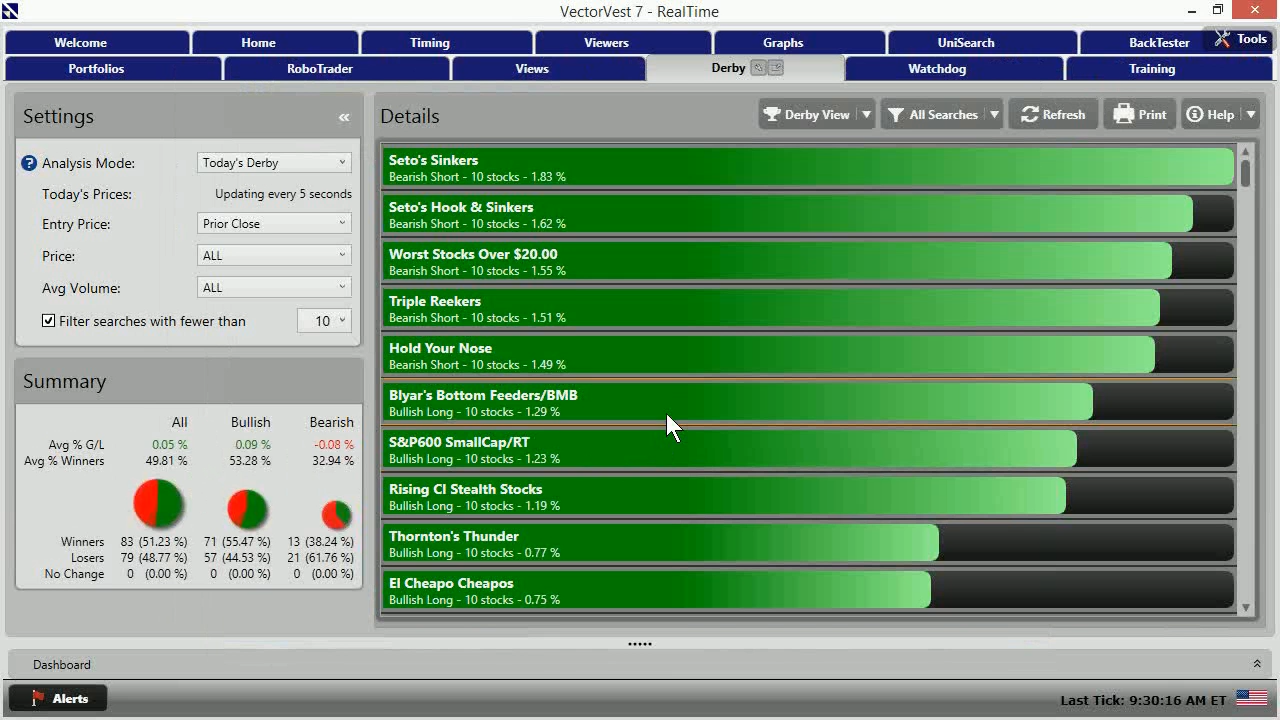 VectorVest 7 - RealTime
Welcome Home Timing Viewers Graphs UniSearch BackTester Tools
Portfolios RoboTrader Views Derby Watchdog Training
Settings «
? Analysis Mode: Today's Derby
Today's Prices: Updating every 5 seconds
Entry Price: Prior Close
Price: ALL
Avg Volume: ALL
Filter searches with fewer than 10
Summary
All Bullish Bearish
Avg % G/L 0.05 % 0.09 % -0.08 %
Avg % Winners 49.81 % 53.28 % 32.94 %
Winners 83 (51.23 %) 71 (55.47 %) 13 (38.24 %)
Losers 79 (48.77 %) 57 (44.53 %) 21 (61.76 %)
No Change 0 (0.00 %) 0 (0.00 %) 0 (0.00 %)
Details Derby View All Searches Refresh Print Help
Seto's Sinkers
Bearish Short - 10 stocks - 1.83 %
Seto's Hook & Sinkers
Bearish Short - 10 stocks - 1.62 %
Worst Stocks Over $20.00
Bearish Short - 10 stocks - 1.55 %
Triple Reekers
Bearish Short - 10 stocks - 1.51 %
Hold Your Nose
Bearish Short - 10 stocks - 1.49 %
Blyar's Bottom Feeders/BMB
Bullish Long - 10 stocks - 1.29 %
S&P600 SmallCap/RT
Bullish Long - 10 stocks - 1.23 %
Rising CI Stealth Stocks
Bullish Long - 10 stocks - 1.19 %
Thornton's Thunder
Bullish Long - 10 stocks - 0.77 %
El Cheapo Cheapos
Bullish Long - 10 stocks - 0.75 %
Dashboard
Alerts
Last Tick: 9:30:16 AM ET